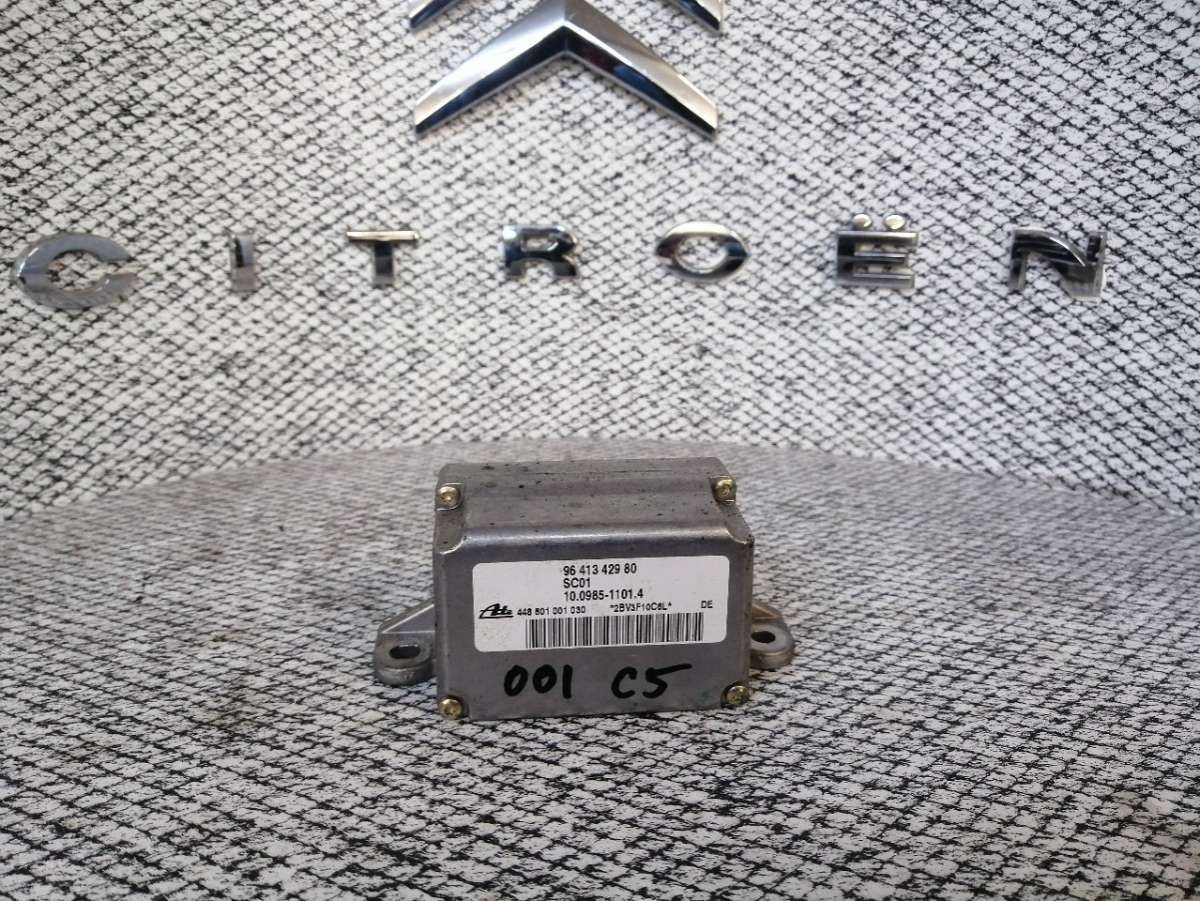 CITROËN
96 413 429 80
SC01
10.0985-1101.4
Ate 448 801 001 030 *2BV3F10C6L* DE
001 C5